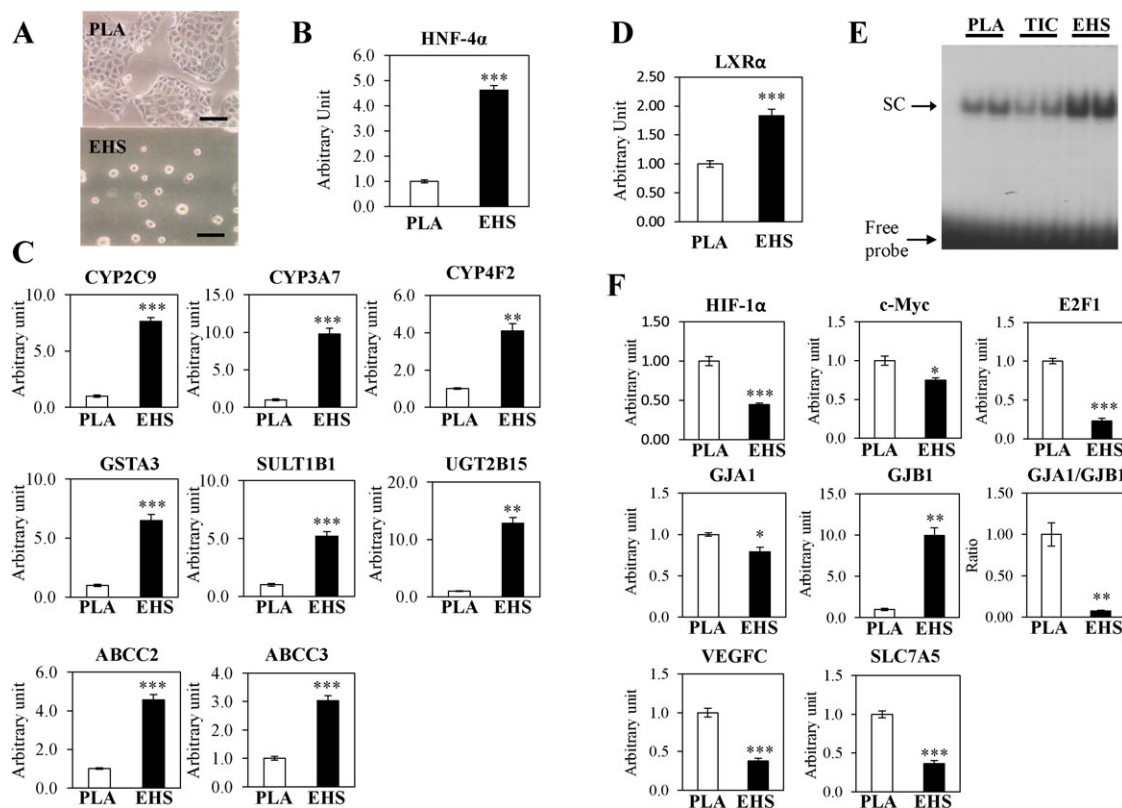 A
PLA
EHS
B
HNF-4α
Arbitrary Unit
6.0
5.0
4.0
3.0
2.0
1.0
0.0
***
PLA
EHS
D
LXRα
Arbitrary Unit
2.50
2.00
1.50
1.00
0.50
0.00
***
PLA
EHS
E
PLA TIC EHS
SC
Free
probe
C
CYP2C9
Arbitrary unit
10.0
8.0
6.0
4.0
2.0
0.0
***
PLA EHS
CYP3A7
Arbitrary unit
15.0
10.0
5.0
0.0
***
PLA EHS
CYP4F2
Arbitrary unit
6.0
4.0
2.0
0.0
**
PLA EHS
GSTA3
Arbitrary unit
10.0
5.0
0.0
***
PLA EHS
SULT1B1
Arbitrary unit
10.0
5.0
0.0
***
PLA EHS
UGT2B15
Arbitrary unit
20.0
10.0
0.0
**
PLA EHS
ABCC2
Arbitrary unit
6.0
4.0
2.0
0.0
***
PLA EHS
ABCC3
Arbitrary unit
4.0
3.0
2.0
1.0
0.0
***
PLA EHS
F
HIF-1α
Arbitrary unit
1.50
1.00
0.50
0.00
***
PLA EHS
c-Myc
Arbitrary unit
1.50
1.00
0.50
0.00
*
PLA EHS
E2F1
Arbitrary unit
1.50
1.00
0.50
0.00
***
PLA EHS
GJA1
Arbitrary unit
1.5
1.0
0.5
0.0
*
PLA EHS
GJB1
Arbitrary unit
15.0
10.0
5.0
0.0
**
PLA EHS
GJA1/GJB1
Ratio
1.50
1.00
0.50
0.00
**
PLA EHS
VEGFC
Arbitrary unit
1.5
1.0
0.5
0.0
***
PLA EHS
SLC7A5
Arbitrary unit
1.5
1.0
0.5
0.0
***
PLA EHS